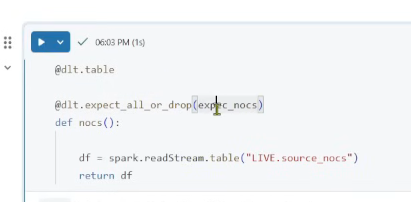 06:03 PM (1s)
@dlt.table
@dlt.expect_all_or_drop(expec_nocs)
def nocs():
df = spark.readStream.table("LIVE.source_nocs")
return df